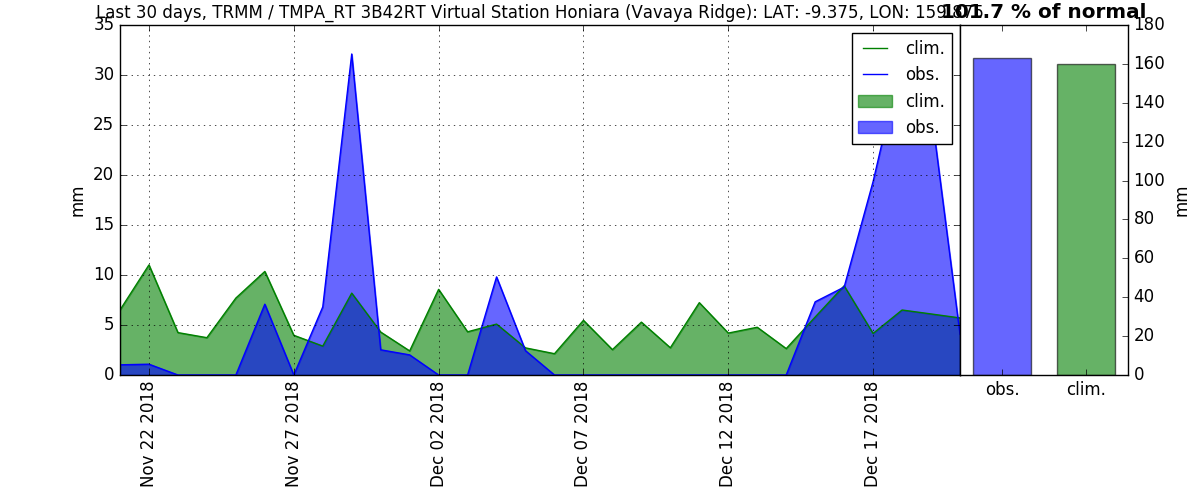 Last 30 days, TRMM / TMPA_RT 3B42RT Virtual Station Honiara (Vavaya Ridge): LAT: -9.375, LON:
101.7 % of normal
35
30
25
20
15
10
5
0
mm
clim.
obs.
clim.
obs.
180
160
140
120
100
80
60
40
20
0
mm
obs.
clim.
Nov 22 2018
Nov 27 2018
Dec 02 2018
Dec 07 2018
Dec 12 2018
Dec 17 2018